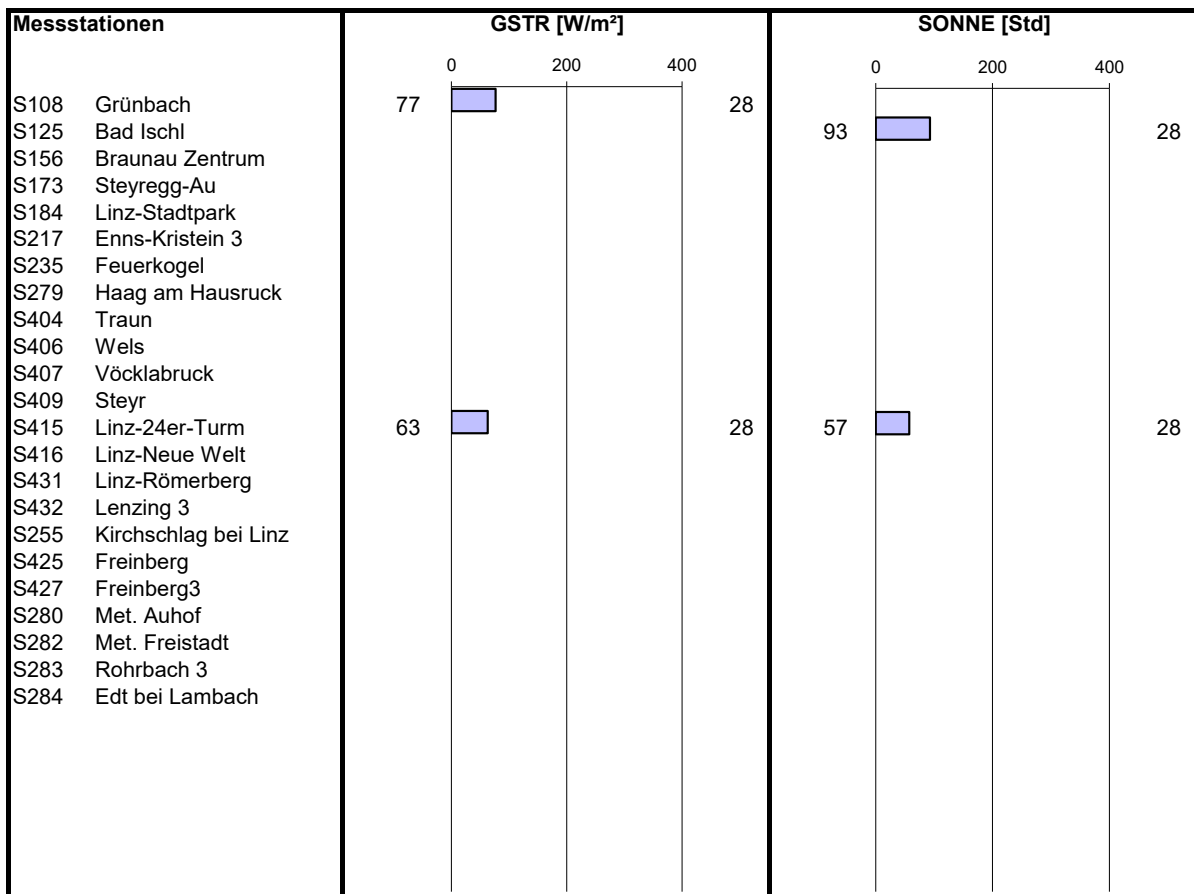 Messstationen GSTR [W/m²] SONNE [Std]
0 200 400 0 200 400
S108 Grünbach 77 28
S125 Bad Ischl 93 28
S156 Braunau Zentrum
S173 Steyregg-Au
S184 Linz-Stadtpark
S217 Enns-Kristein 3
S235 Feuerkogel
S279 Haag am Hausruck
S404 Traun
S406 Wels
S407 Vöcklabruck
S409 Steyr
S415 Linz-24er-Turm 63 28 57 28
S416 Linz-Neue Welt
S431 Linz-Römerberg
S432 Lenzing 3
S255 Kirchschlag bei Linz
S425 Freinberg
S427 Freinberg3
S280 Met. Auhof
S282 Met. Freistadt
S283 Rohrbach 3
S284 Edt bei Lambach